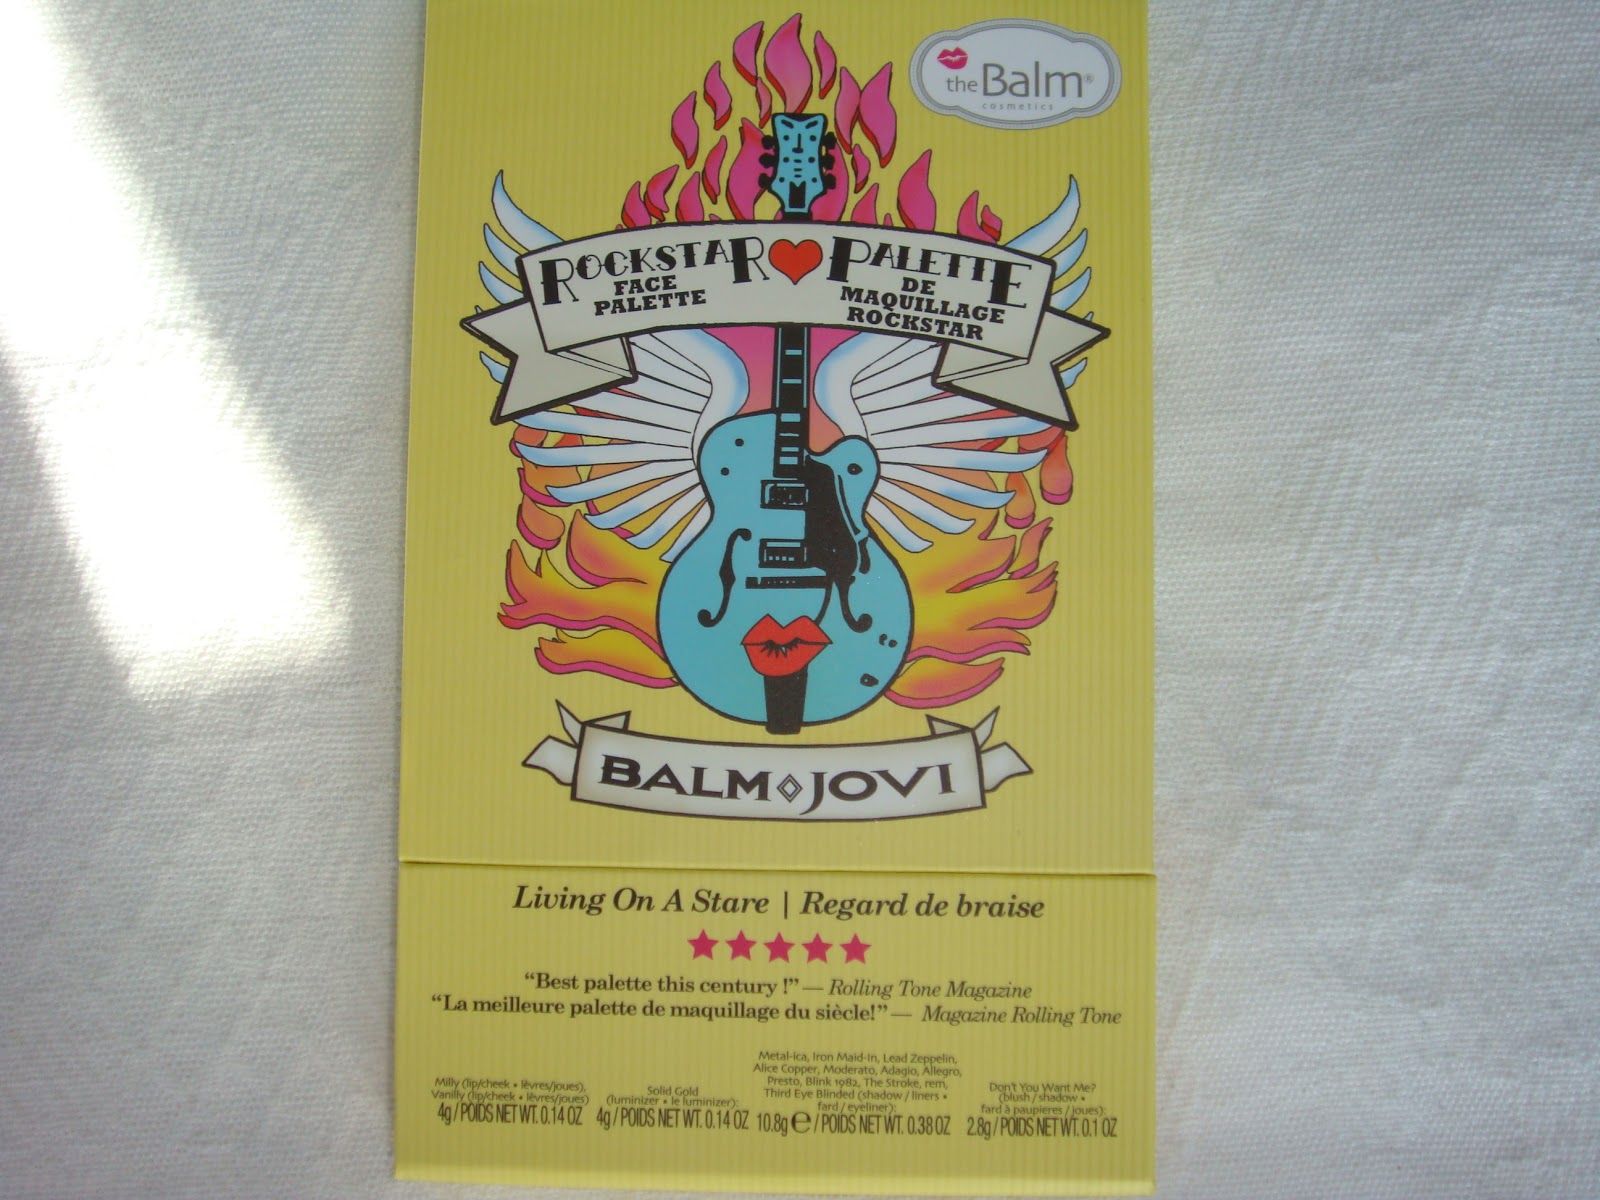 the Balm®
cosmetics
ROCKSTAR PALETTE
FACE
PALETTE
DE
MAQUILLAGE
ROCKSTAR
BALM JOVI
Living On A Stare | Regard de braise
“Best palette this century !” — Rolling Tone Magazine
“La meilleure palette de maquillage du siècle!” — Magazine Rolling Tone
Milly (lip/cheek • lèvres/joues),
Vanilly (lip/cheek • lèvres/joues)
4g / POIDS NET WT. 0.14 OZ
Solid Gold
(luminizer • le luminizer):
4g / POIDS NET WT. 0.14 OZ
Metal-ica, Iron Maid-In, Lead Zeppelin,
Alice Copper, Moderato, Adagio, Allegro,
Presto, Blink 1982, The Stroke, rem,
Third Eye Blinded (shadow / liners •
fard / eyeliner):
10.8g ℮ / POIDS NET WT. 0.38 OZ
Don't You Want Me?
(blush / shadow •
fard à paupieres / joues):
2.8g / POIDS NET WT. 0.1 OZ